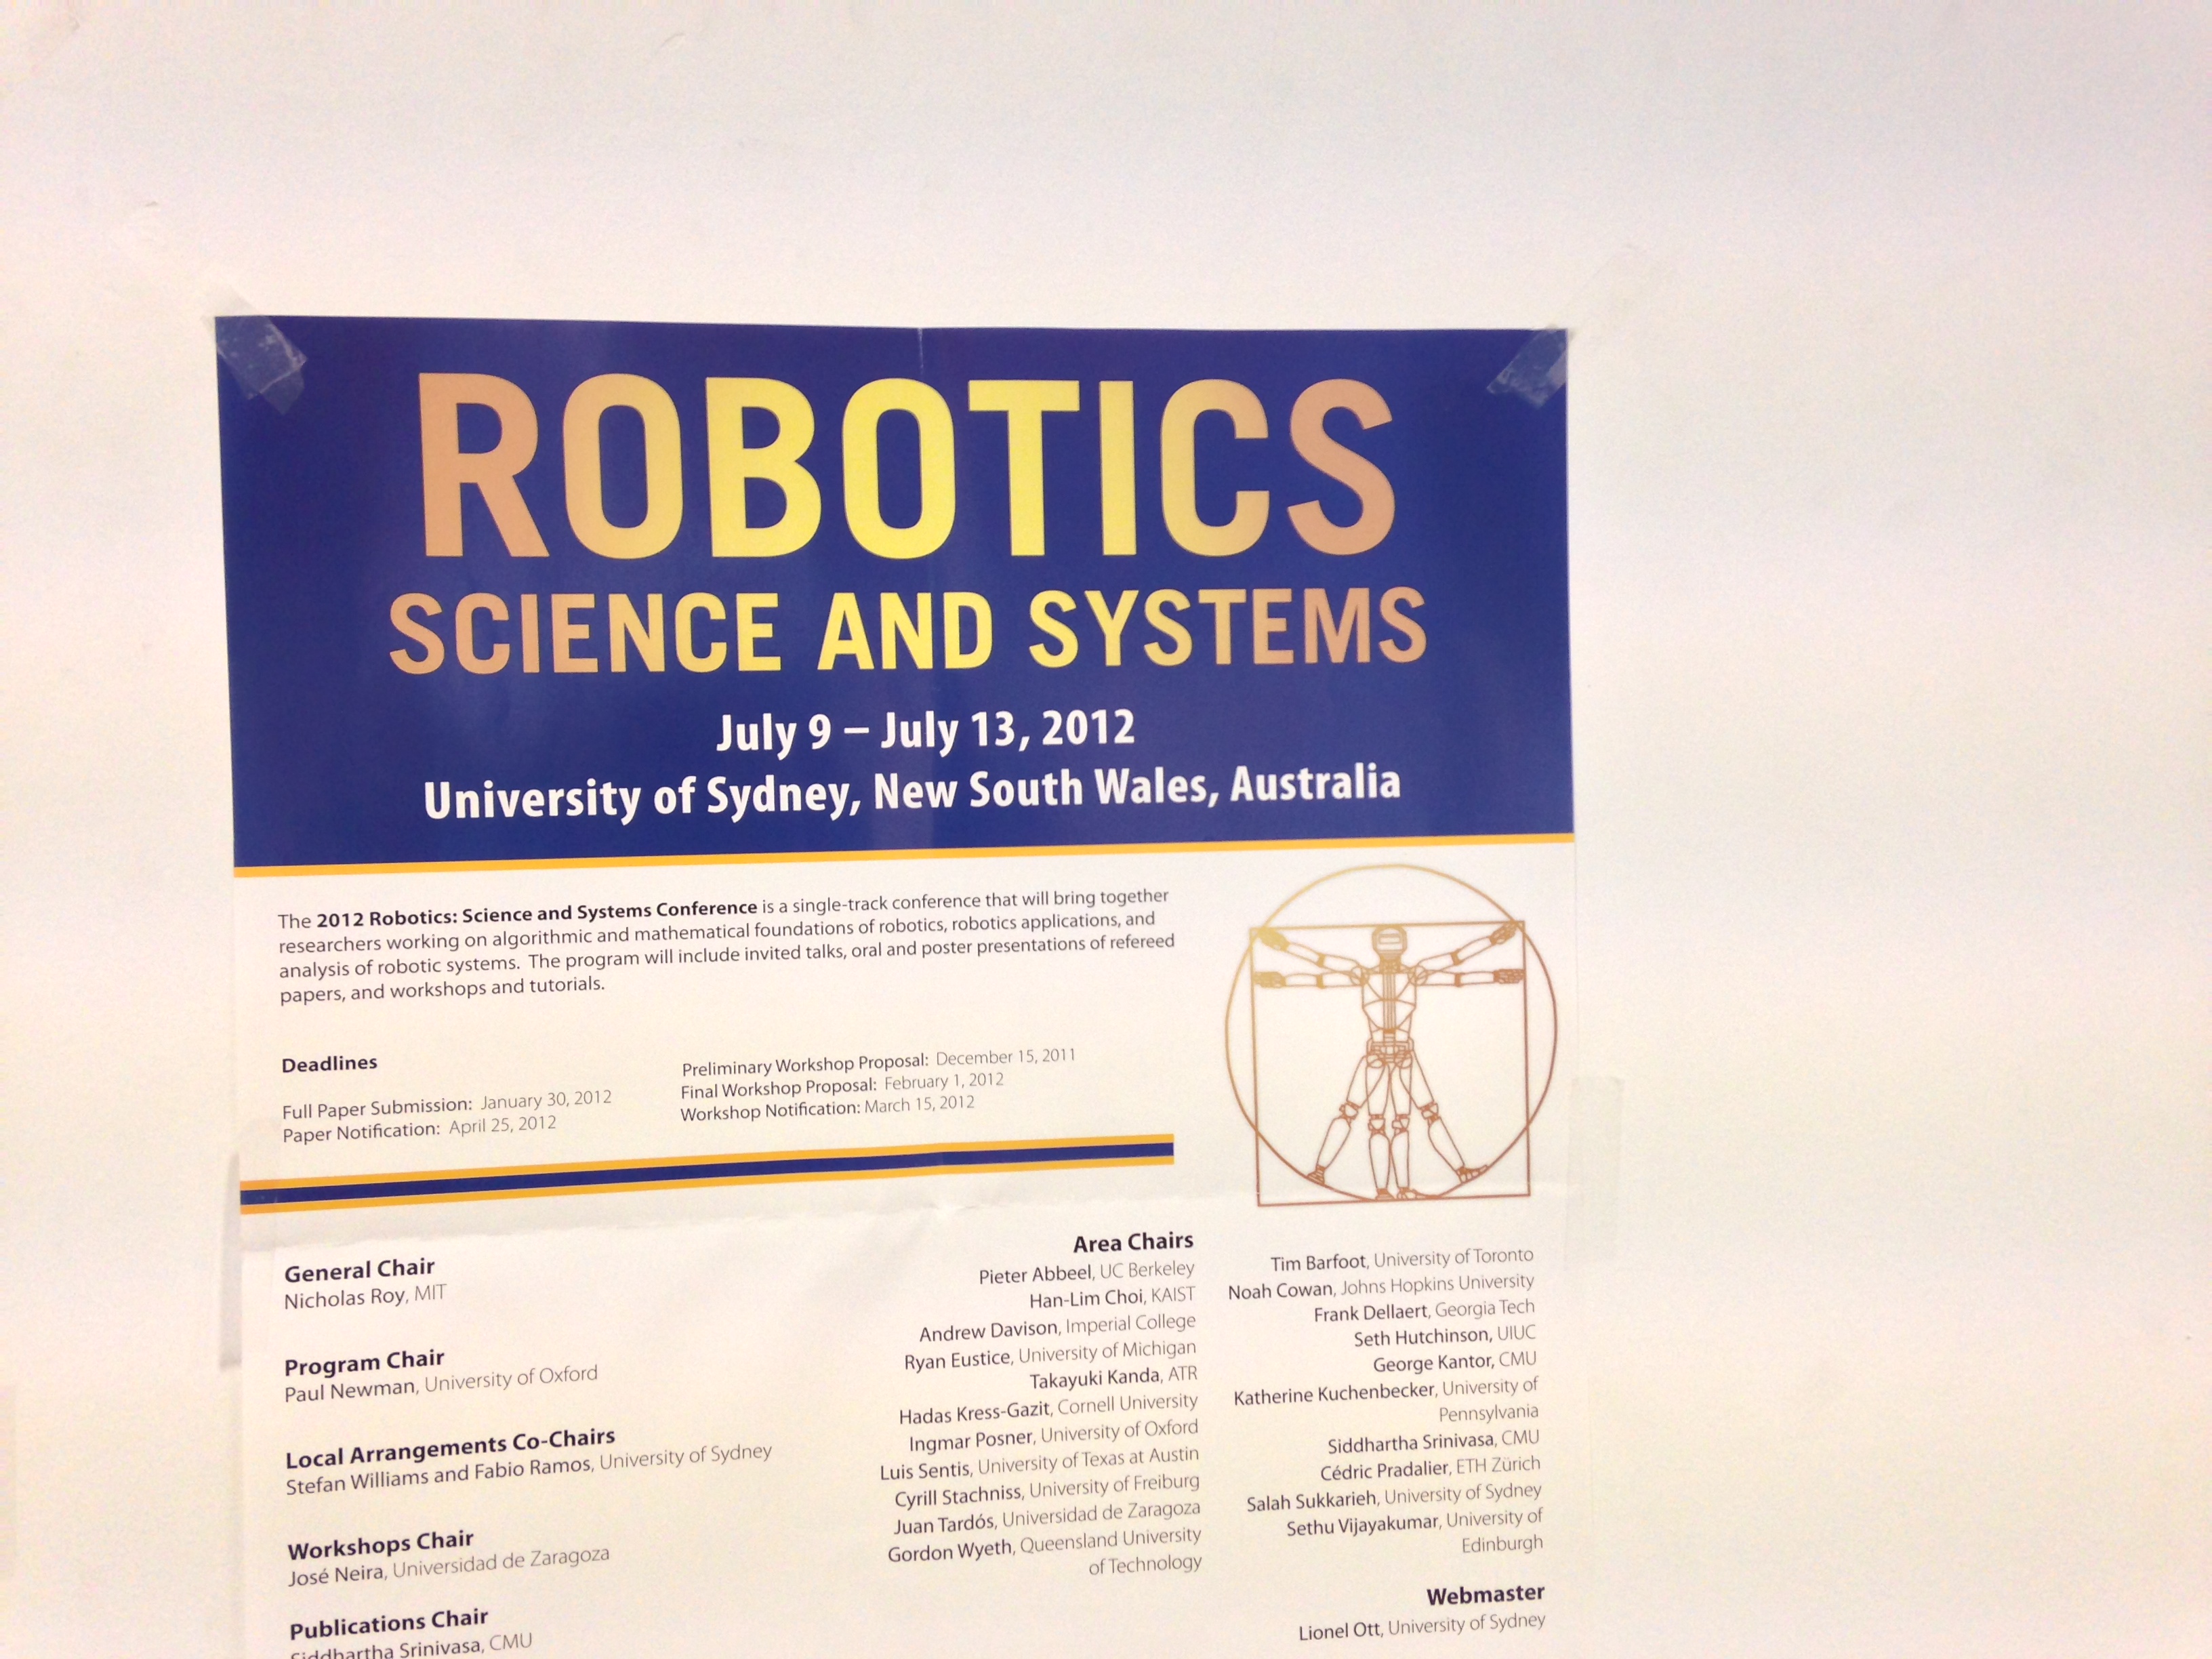 ROBOTICS
SCIENCE AND SYSTEMS
July 9 – July 13, 2012
University of Sydney, New South Wales, Australia
The 2012 Robotics: Science and Systems Conference is a single-track conference that will bring together
researchers working on algorithmic and mathematical foundations of robotics, robotics applications, and
analysis of robotic systems. The program will include invited talks, oral and poster presentations of refereed
papers, and workshops and tutorials.
Deadlines
Full Paper Submission: January 30, 2012
Paper Notification: April 25, 2012
Preliminary Workshop Proposal: December 15, 2011
Final Workshop Proposal: February 1, 2012
Workshop Notification: March 15, 2012
General Chair
Nicholas Roy, MIT
Program Chair
Paul Newman, University of Oxford
Local Arrangements Co-Chairs
Stefan Williams and Fabio Ramos, University of Sydney
Workshops Chair
José Neira, Universidad de Zaragoza
Publications Chair
Siddhartha Srinivasa, CMU
Area Chairs
Pieter Abbeel, UC Berkeley
Han-Lim Choi, KAIST
Andrew Davison, Imperial College
Ryan Eustice, University of Michigan
Takayuki Kanda, ATR
Hadas Kress-Gazit, Cornell University
Ingmar Posner, University of Oxford
Luis Sentis, University of Texas at Austin
Cyrill Stachniss, University of Freiburg
Juan Tardós, Universidad de Zaragoza
Gordon Wyeth, Queensland University
of Technology
Tim Barfoot, University of Toronto
Noah Cowan, Johns Hopkins University
Frank Dellaert, Georgia Tech
Seth Hutchinson, UIUC
George Kantor, CMU
Katherine Kuchenbecker, University of
Pennsylvania
Siddhartha Srinivasa, CMU
Cédric Pradalier, ETH Zürich
Salah Sukkarieh, University of Sydney
Sethu Vijayakumar, University of
Edinburgh
Webmaster
Lionel Ott, University of Sydney